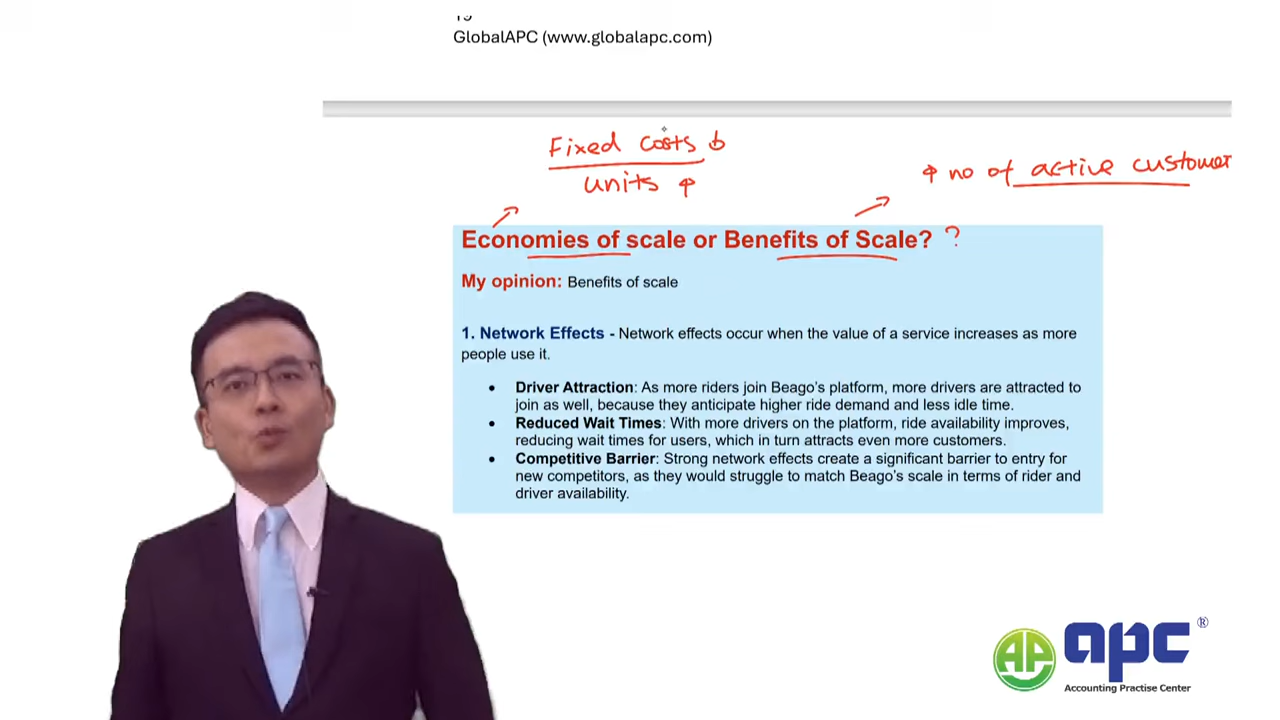 GlobalAPC (www.globalapc.com)
Fixed costs
units
no of active customer
Economies of scale or Benefits of Scale? ?
My opinion: Benefits of scale
1. Network Effects - Network effects occur when the value of a service increases as more
people use it.
• Driver Attraction: As more riders join Beago's platform, more drivers are attracted to
join as well, because they anticipate higher ride demand and less idle time.
• Reduced Wait Times: With more drivers on the platform, ride availability improves,
reducing wait times for users, which in turn attracts even more customers.
• Competitive Barrier: Strong network effects create a significant barrier to entry for
new competitors, as they would struggle to match Beago's scale in terms of rider and
driver availability.
AP apc ®
Accounting Practise Center